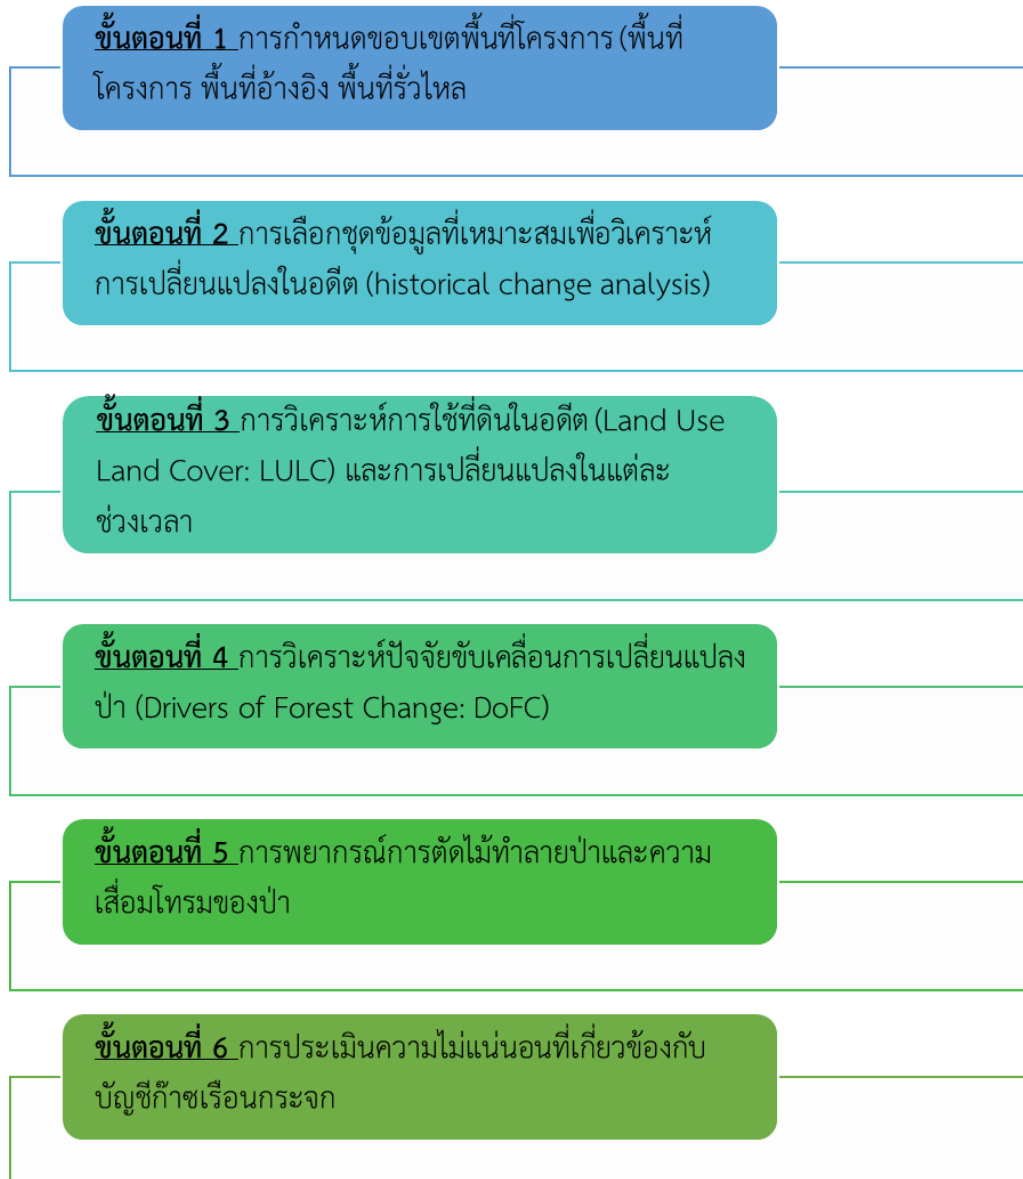 ขั้นตอนที่ 1 การกำหนดขอบเขตพื้นที่โครงการ (พื้นที่
โครงการ พื้นที่อ้างอิง พื้นที่รั่วไหล
ขั้นตอนที่ 2 การเลือกชุดข้อมูลที่เหมาะสมเพื่อวิเคราะห์
การเปลี่ยนแปลงในอดีต (historical change analysis)
ขั้นตอนที่ 3 การวิเคราะห์การใช้ที่ดินในอดีต (Land Use
Land Cover: LULC) และการเปลี่ยนแปลงในแต่ละ
ช่วงเวลา
ขั้นตอนที่ 4 การวิเคราะห์ปัจจัยขับเคลื่อนการเปลี่ยนแปลง
ป่า (Drivers of Forest Change: DoFC)
ขั้นตอนที่ 5 การพยากรณ์การตัดไม้ทำลายป่าและความ
เสื่อมโทรมของป่า
ขั้นตอนที่ 6 การประเมินความไม่แน่นอนที่เกี่ยวข้องกับ
บัญชีก๊าซเรือนกระจก